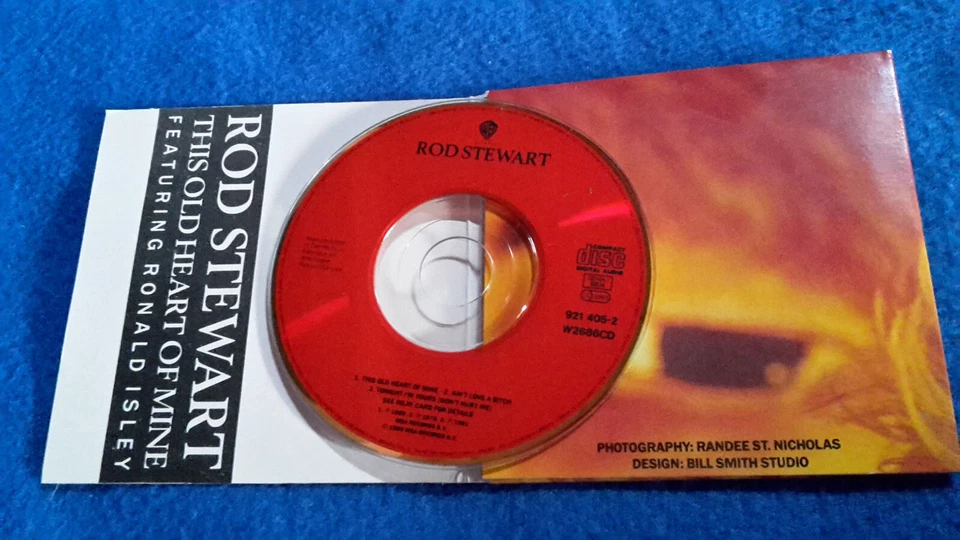 ROD STEWART
THIS OLD HEART OF MINE
FEATURING RONALD ISLEY
ROD STEWART
COMPACT
disc
DIGITAL AUDIO
921 405-2
W2686CD
1. THIS OLD HEART OF MINE · 2. AIN'T LOVE A BITCH
3. TONIGHT I'M YOURS (DON'T HURT ME)
SEE INLAY CARD FOR DETAILS
PHOTOGRAPHY: RANDEE ST. NICHOLAS
DESIGN: BILL SMITH STUDIO